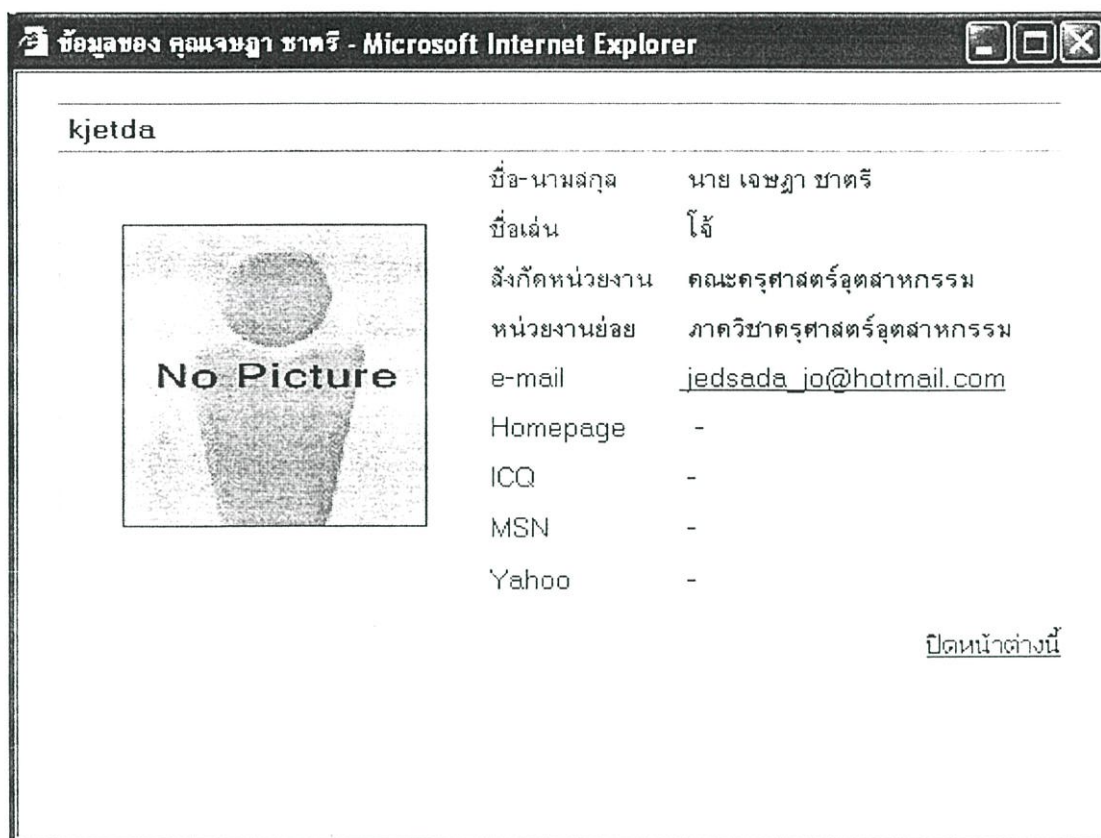 ข้อมูลของ คุณเจษฎา ชาตรี - Microsoft Internet Explorer
kjetda
ชื่อ-นามสกุล นาย เจษฎา ชาตรี
ชื่อเล่น โจ้
สังกัดหน่วยงาน คณะครุศาสตร์อุตสาหกรรม
หน่วยงานย่อย ภาควิชาครุศาสตร์อุตสาหกรรม
No Picture
e-mail jedsada_jo@hotmail.com
Homepage -
ICQ -
MSN -
Yahoo -
ปิดหน้าต่างนี้